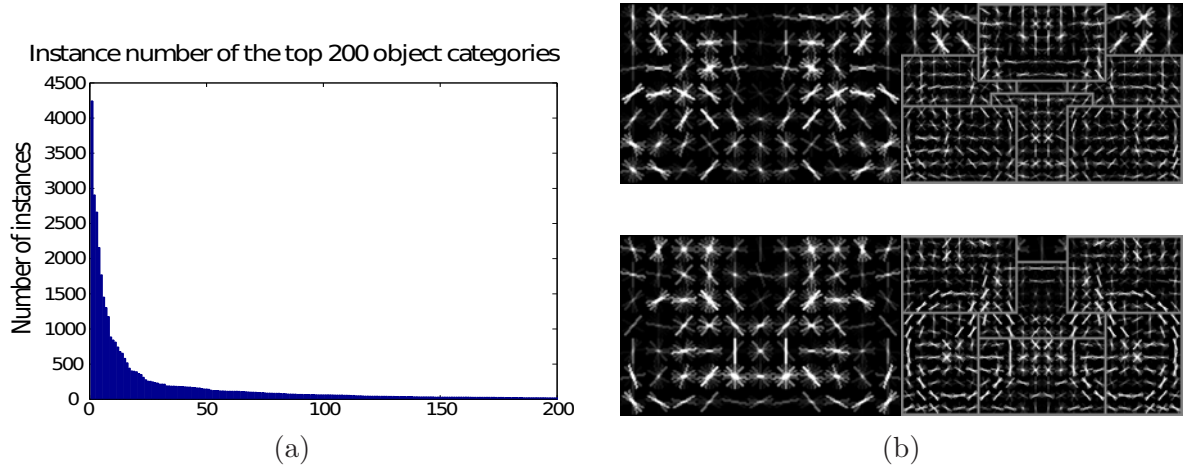 Instance number of the top 200 object categories
Number of instances
4500
4000
3500
3000
2500
2000
1500
1000
500
0
0 50 100 150 200
(a)
(b)